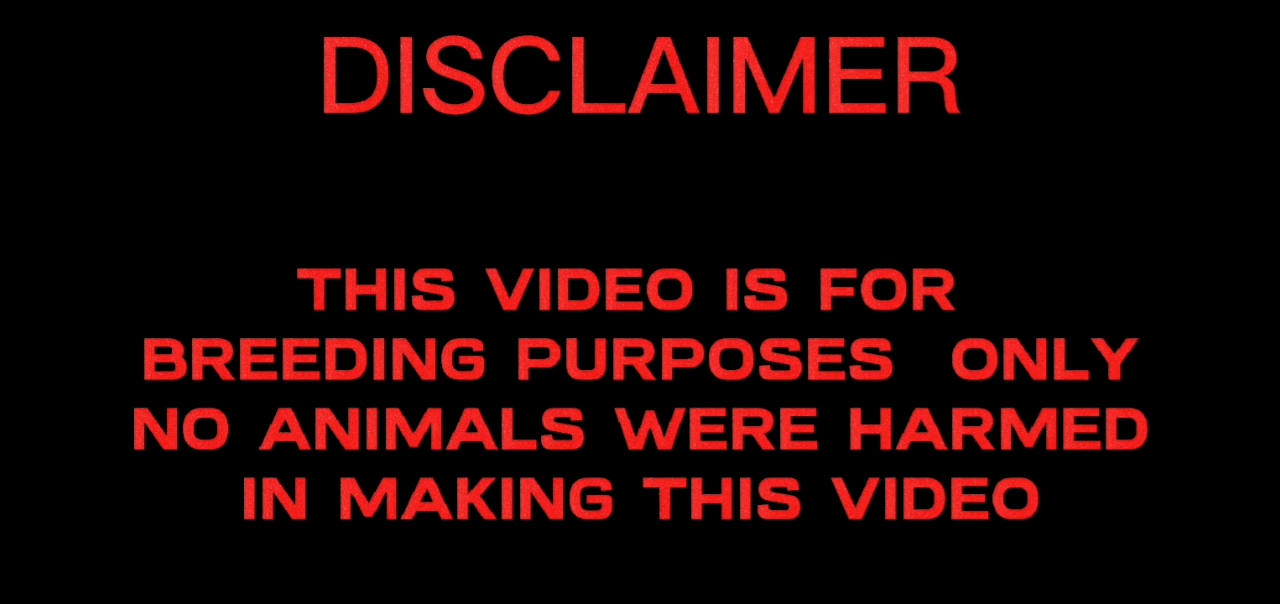 DISCLAIMER
THIS VIDEO IS FOR
BREEDING PURPOSES ONLY
NO ANIMALS WERE HARMED
IN MAKING THIS VIDEO